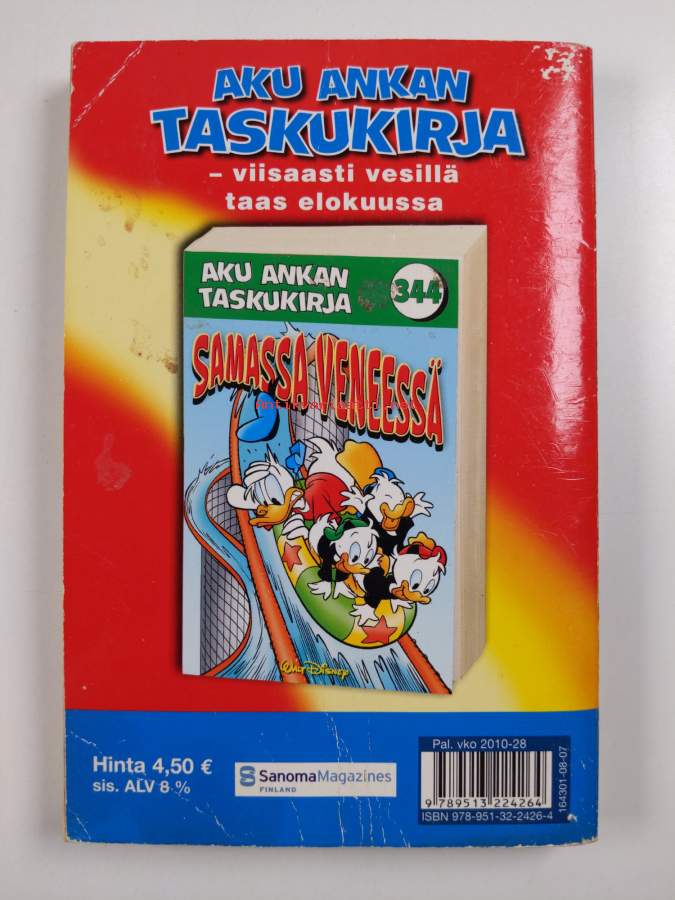 AKU ANKAN
TASKUKIRJA
– viisaasti vesillä
taas elokuussa
AKU ANKAN
TASKUKIRJA
344
SAMASSA VENEESSÄ
WALT DISNEY
Hinta 4,50 €
sis. ALV 8 %
S SanomaMagazines
FINLAND
Pal. vko 2010-28
9 789513 224264
ISBN 978-951-32-2426-4
164301-08-07